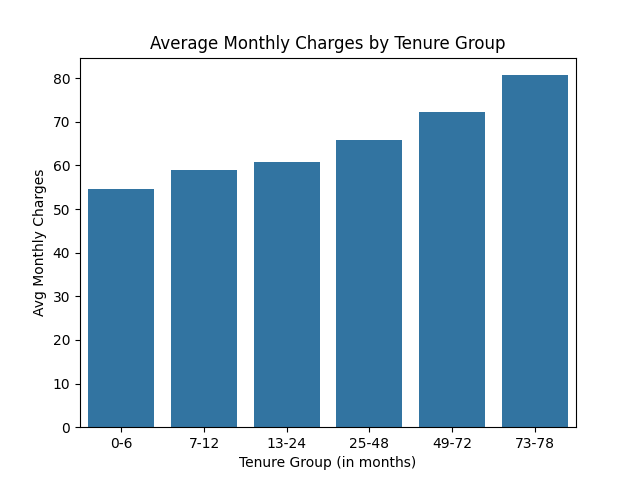 Average Monthly Charges by Tenure Group
80
70
60
50
40
30
20
10
0
Avg Monthly Charges
0-6 7-12 13-24 25-48 49-72 73-78
Tenure Group (in months)